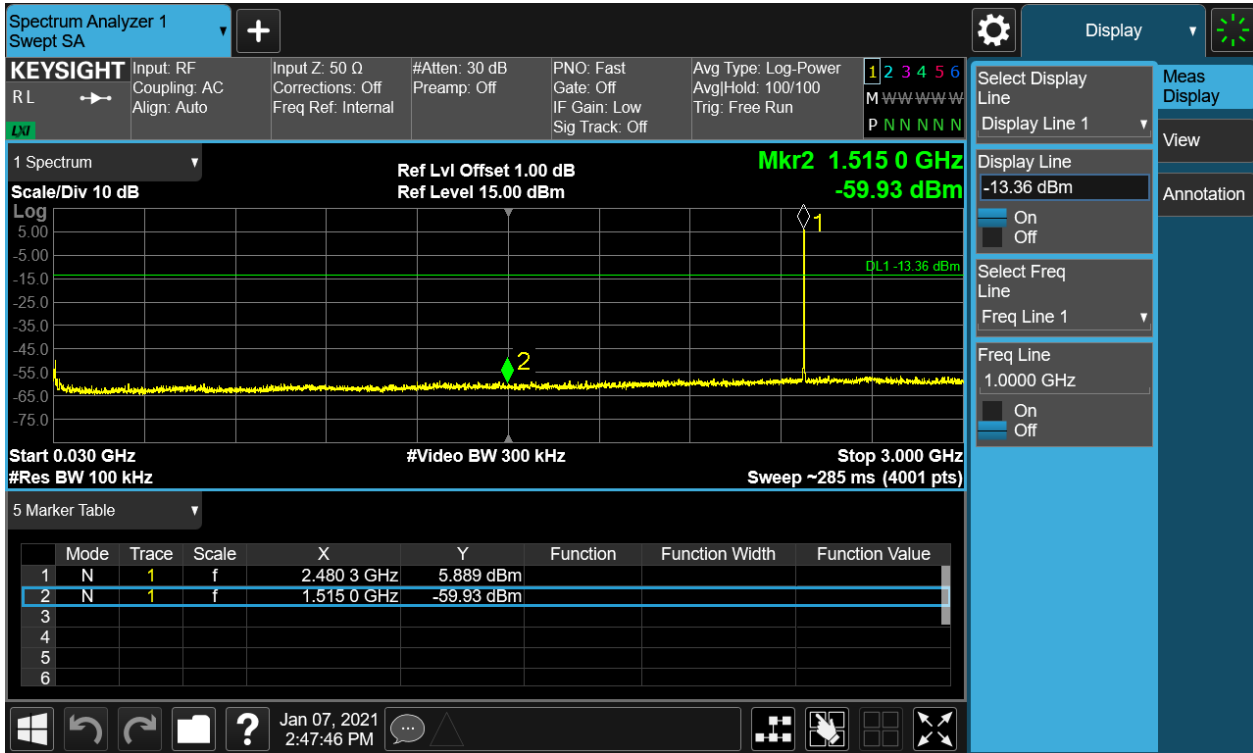 Spectrum Analyzer 1
Swept SA
+
Display
KEYSIGHT
R L
LXI
Input: RF
Coupling: AC
Align: Auto
Input Z: 50 Ω
Corrections: Off
Freq Ref: Internal
#Atten: 30 dB
Preamp: Off
PNO: Fast
Gate: Off
IF Gain: Low
Sig Track: Off
Avg Type: Log-Power
Avg|Hold: 100/100
Trig: Free Run
1 2 3 4 5 6
M W W W W W
P N N N N N
1 Spectrum
Scale/Div 10 dB
Ref Lvl Offset 1.00 dB
Ref Level 15.00 dBm
Mkr2 1.515 0 GHz
-59.93 dBm
Log
5.00
-5.00
-15.0
-25.0
-35.0
-45.0
-55.0
-65.0
-75.0
1
DL1 -13.36 dBm
2
Start 0.030 GHz
#Video BW 300 kHz
Stop 3.000 GHz
#Res BW 100 kHz
Sweep ~285 ms (4001 pts)
5 Marker Table
Mode Trace Scale X Y Function Function Width Function Value
1 N 1 f 2.480 3 GHz 5.889 dBm
2 N 1 f 1.515 0 GHz -59.93 dBm
3
4
5
6
Select Display
Line
Display Line 1
Display Line
-13.36 dBm
On
Off
Select Freq
Line
Freq Line 1
Freq Line
1.0000 GHz
On
Off
Meas
Display
View
Annotation
?
Jan 07, 2021
2:47:46 PM